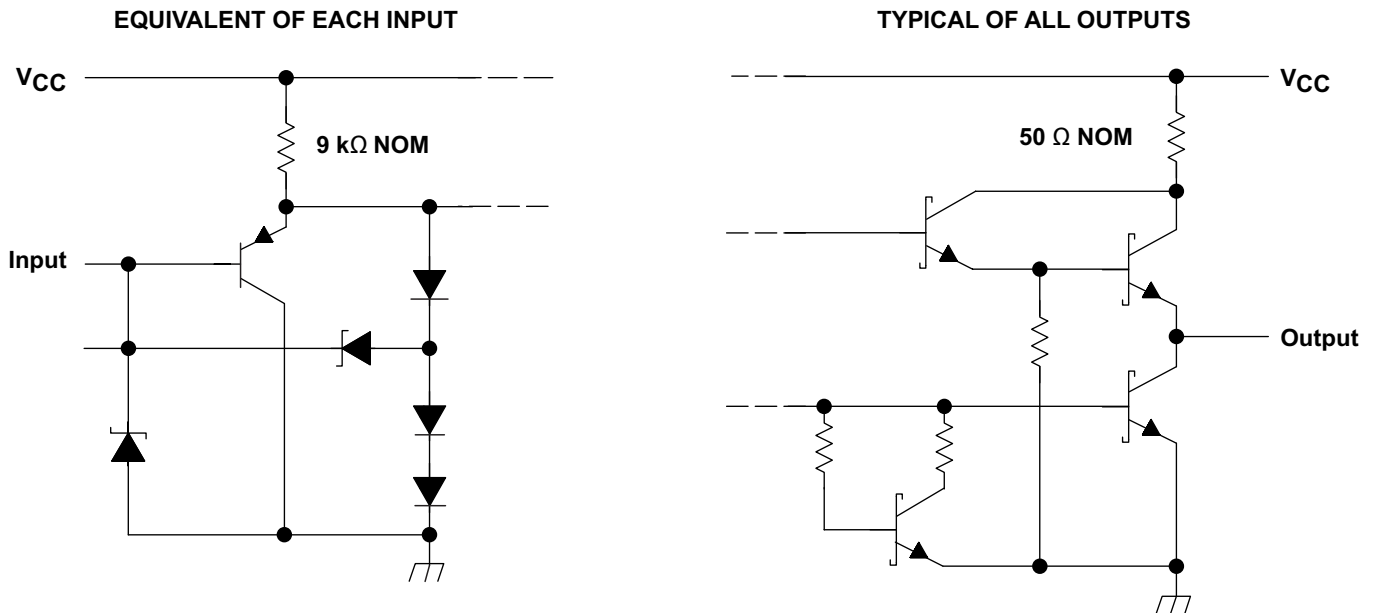 EQUIVALENT OF EACH INPUT
VCC
9 kΩ NOM
Input
TYPICAL OF ALL OUTPUTS
VCC
50 Ω NOM
Output